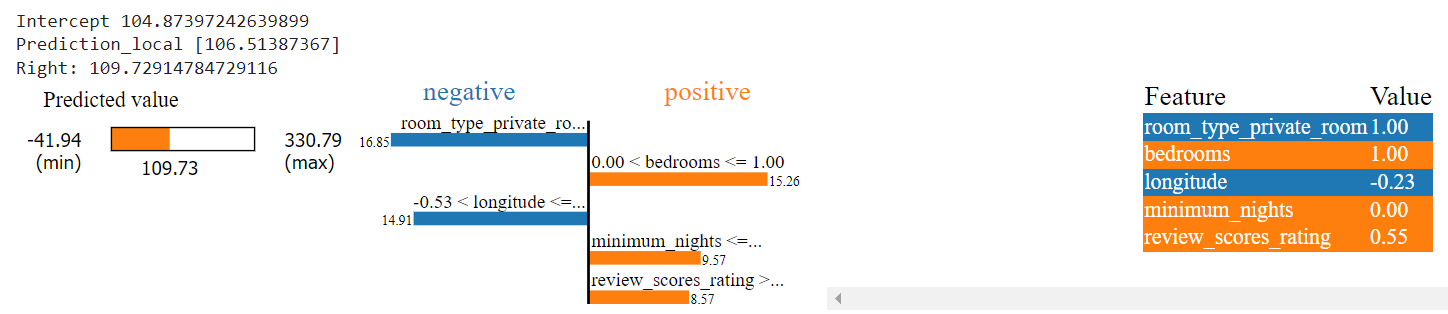 Intercept 104.87397242639899
Prediction_local [106.51387367]
Right: 109.72914784729116
Predicted value
-41.94
(min)
330.79
(max)
109.73
negative
positive
room_type_private_ro...
16.85
0.00 < bedrooms <= 1.00
15.26
-0.53 < longitude <=...
14.91
minimum_nights <=...
9.57
review_scores_rating >...
8.57
Feature Value
room_type_private_room 1.00
bedrooms 1.00
longitude -0.23
minimum_nights 0.00
review_scores_rating 0.55